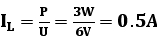 I_L = P/U = 3W/6V = 0.5A